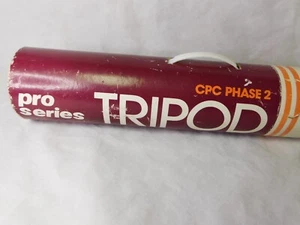 pro
series
CPC PHASE 2
TRIPOD